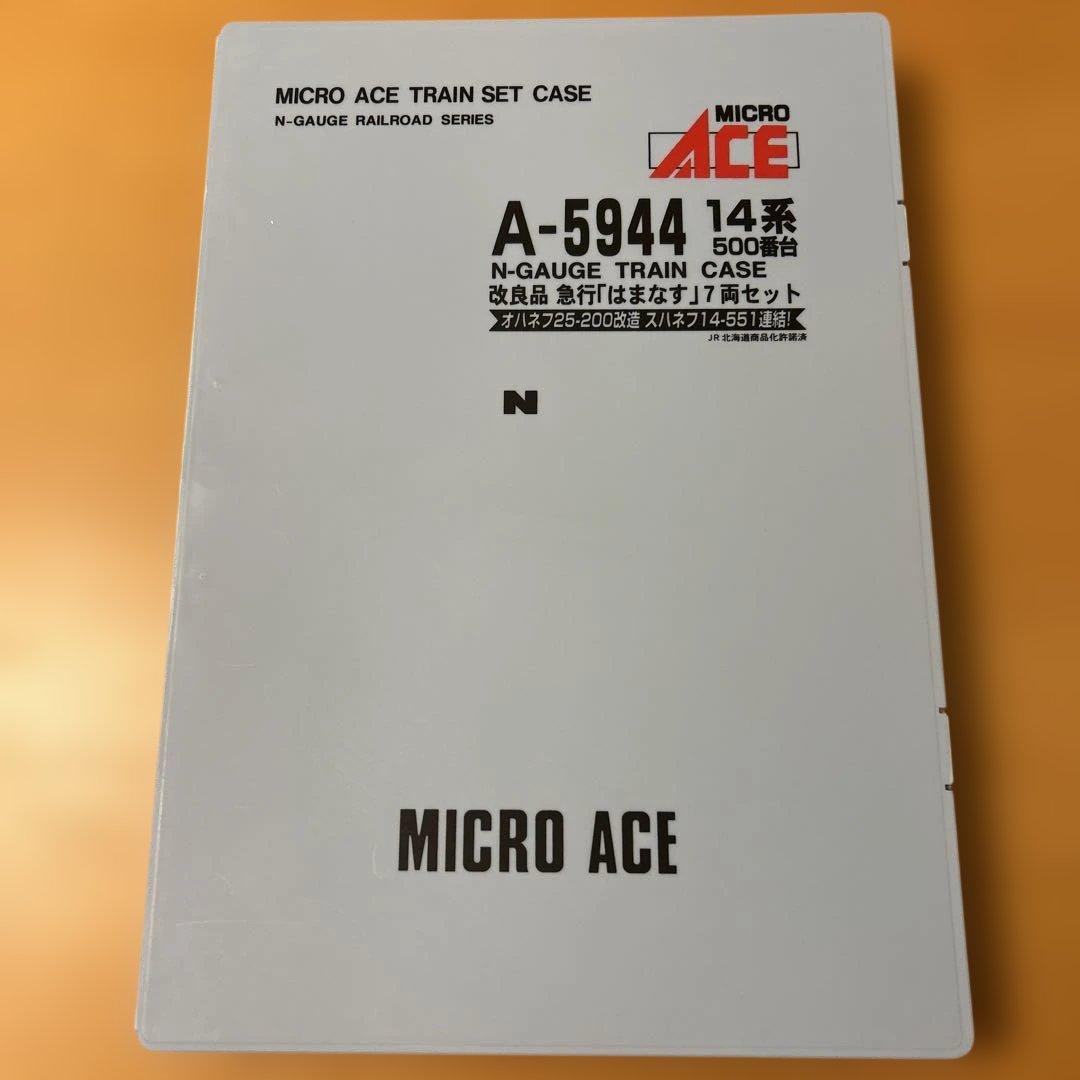 MICRO ACE TRAIN SET CASE
N-GAUGE RAILROAD SERIES
MICRO
ACE
A-5944 14系
500番台
N-GAUGE TRAIN CASE
改良品 急行「はまなす」7両セット
オハネフ25-200改造 スハネフ14-551連結!
JR北海道商品化許諾済
N
MICRO ACE